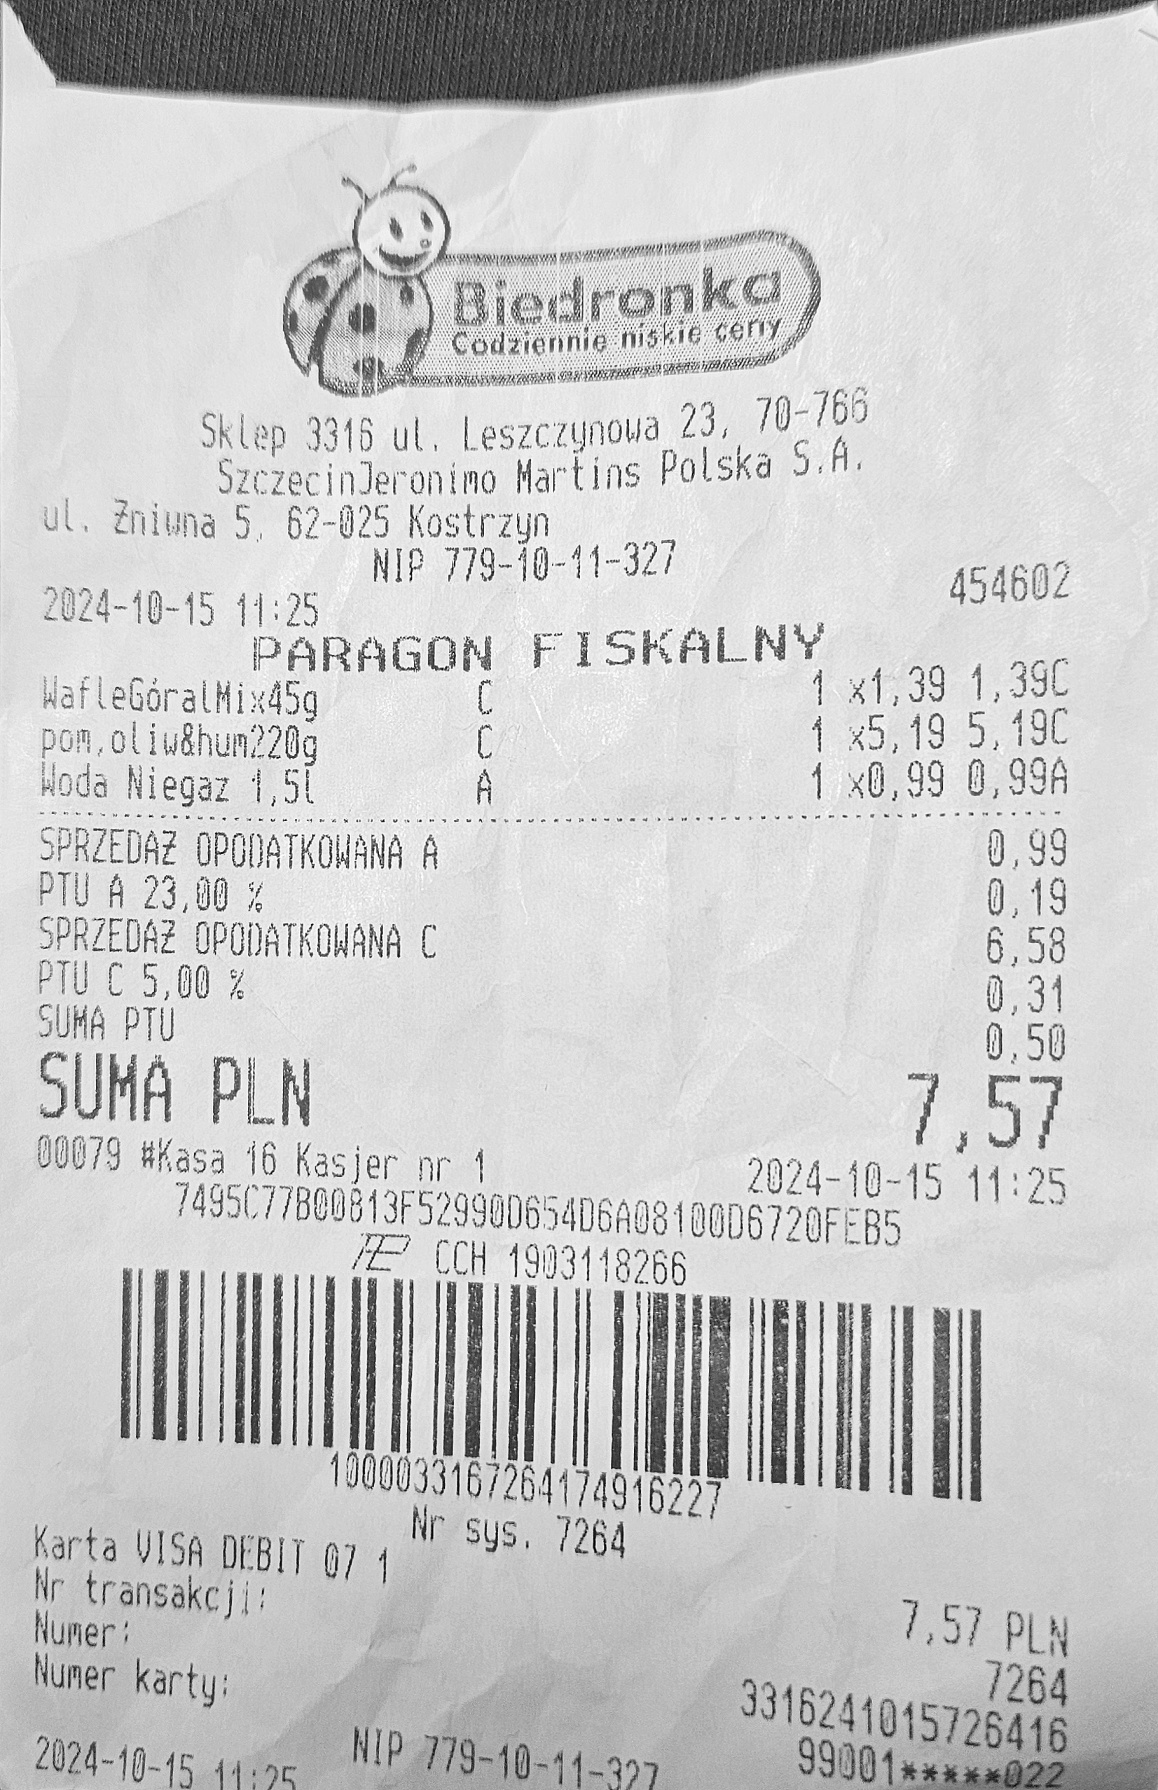 Biedronka
Codziennie niskie ceny
Sklep 3316 ul. Leszczynowa 23, 70-766
SzczecinJeronimo Martins Polska S.A.
ul. Żniwna 5, 62-025 Kostrzyn
NIP 779-10-11-327
2024-10-15 11:25 454602
PARAGON FISKALNY
WafleGóralMix45g C 1 x1,39 1,39C
pom,oliw&hum220g C 1 x5,19 5,19C
Woda Niegaz 1,5l A 1 x0,99 0,99A
SPRZEDAŻ OPODATKOWANA A 0,99
PTU A 23,00 % 0,19
SPRZEDAŻ OPODATKOWANA C 6,58
PTU C 5,00 % 0,31
SUMA PTU 0,50
SUMA PLN 7,57
00079 #Kasa 16 Kasjer nr 1 2024-10-15 11:25
7495C77B00813F52990D654D6A08100D6720FEB5
CCH 1903118266
1000033167264174916227
Nr sys. 7264
Karta VISA DEBIT 07 1 7,57 PLN
Nr transakcji: 7264
Numer: 3316241015726416
Numer karty: 99001*****022
2024-10-15 11:25 NIP 779-10-11-327